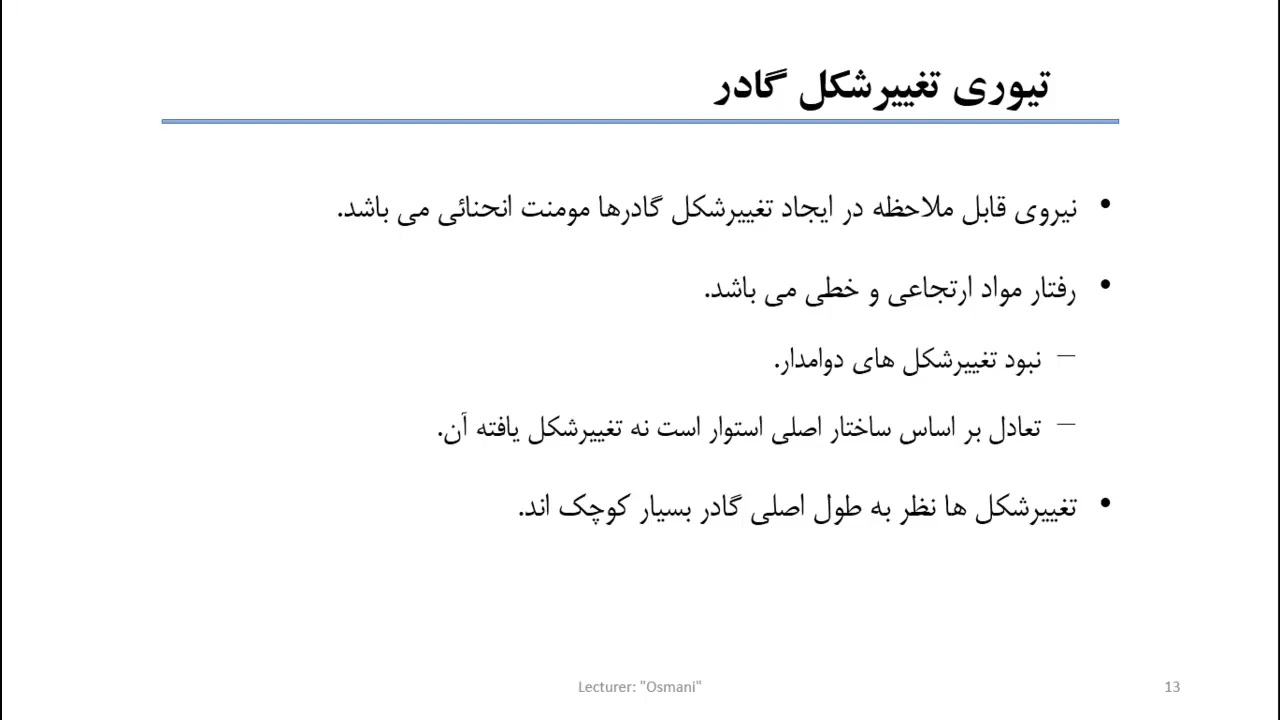 تیوری تغییرشکل گادر
• نیروی قابل ملاحظه در ایجاد تغییرشکل گادرها مومنت انحنائی می باشد.
• رفتار مواد ارتجاعی و خطی می باشد.
– نبود تغییرشکل های دوامدار.
– تعادل بر اساس ساختار اصلی استوار است نه تغییرشکل یافته آن.
• تغییرشکل ها نظر به طول اصلی گادر بسیار کوچک اند.
Lecturer: "Osmani"
13